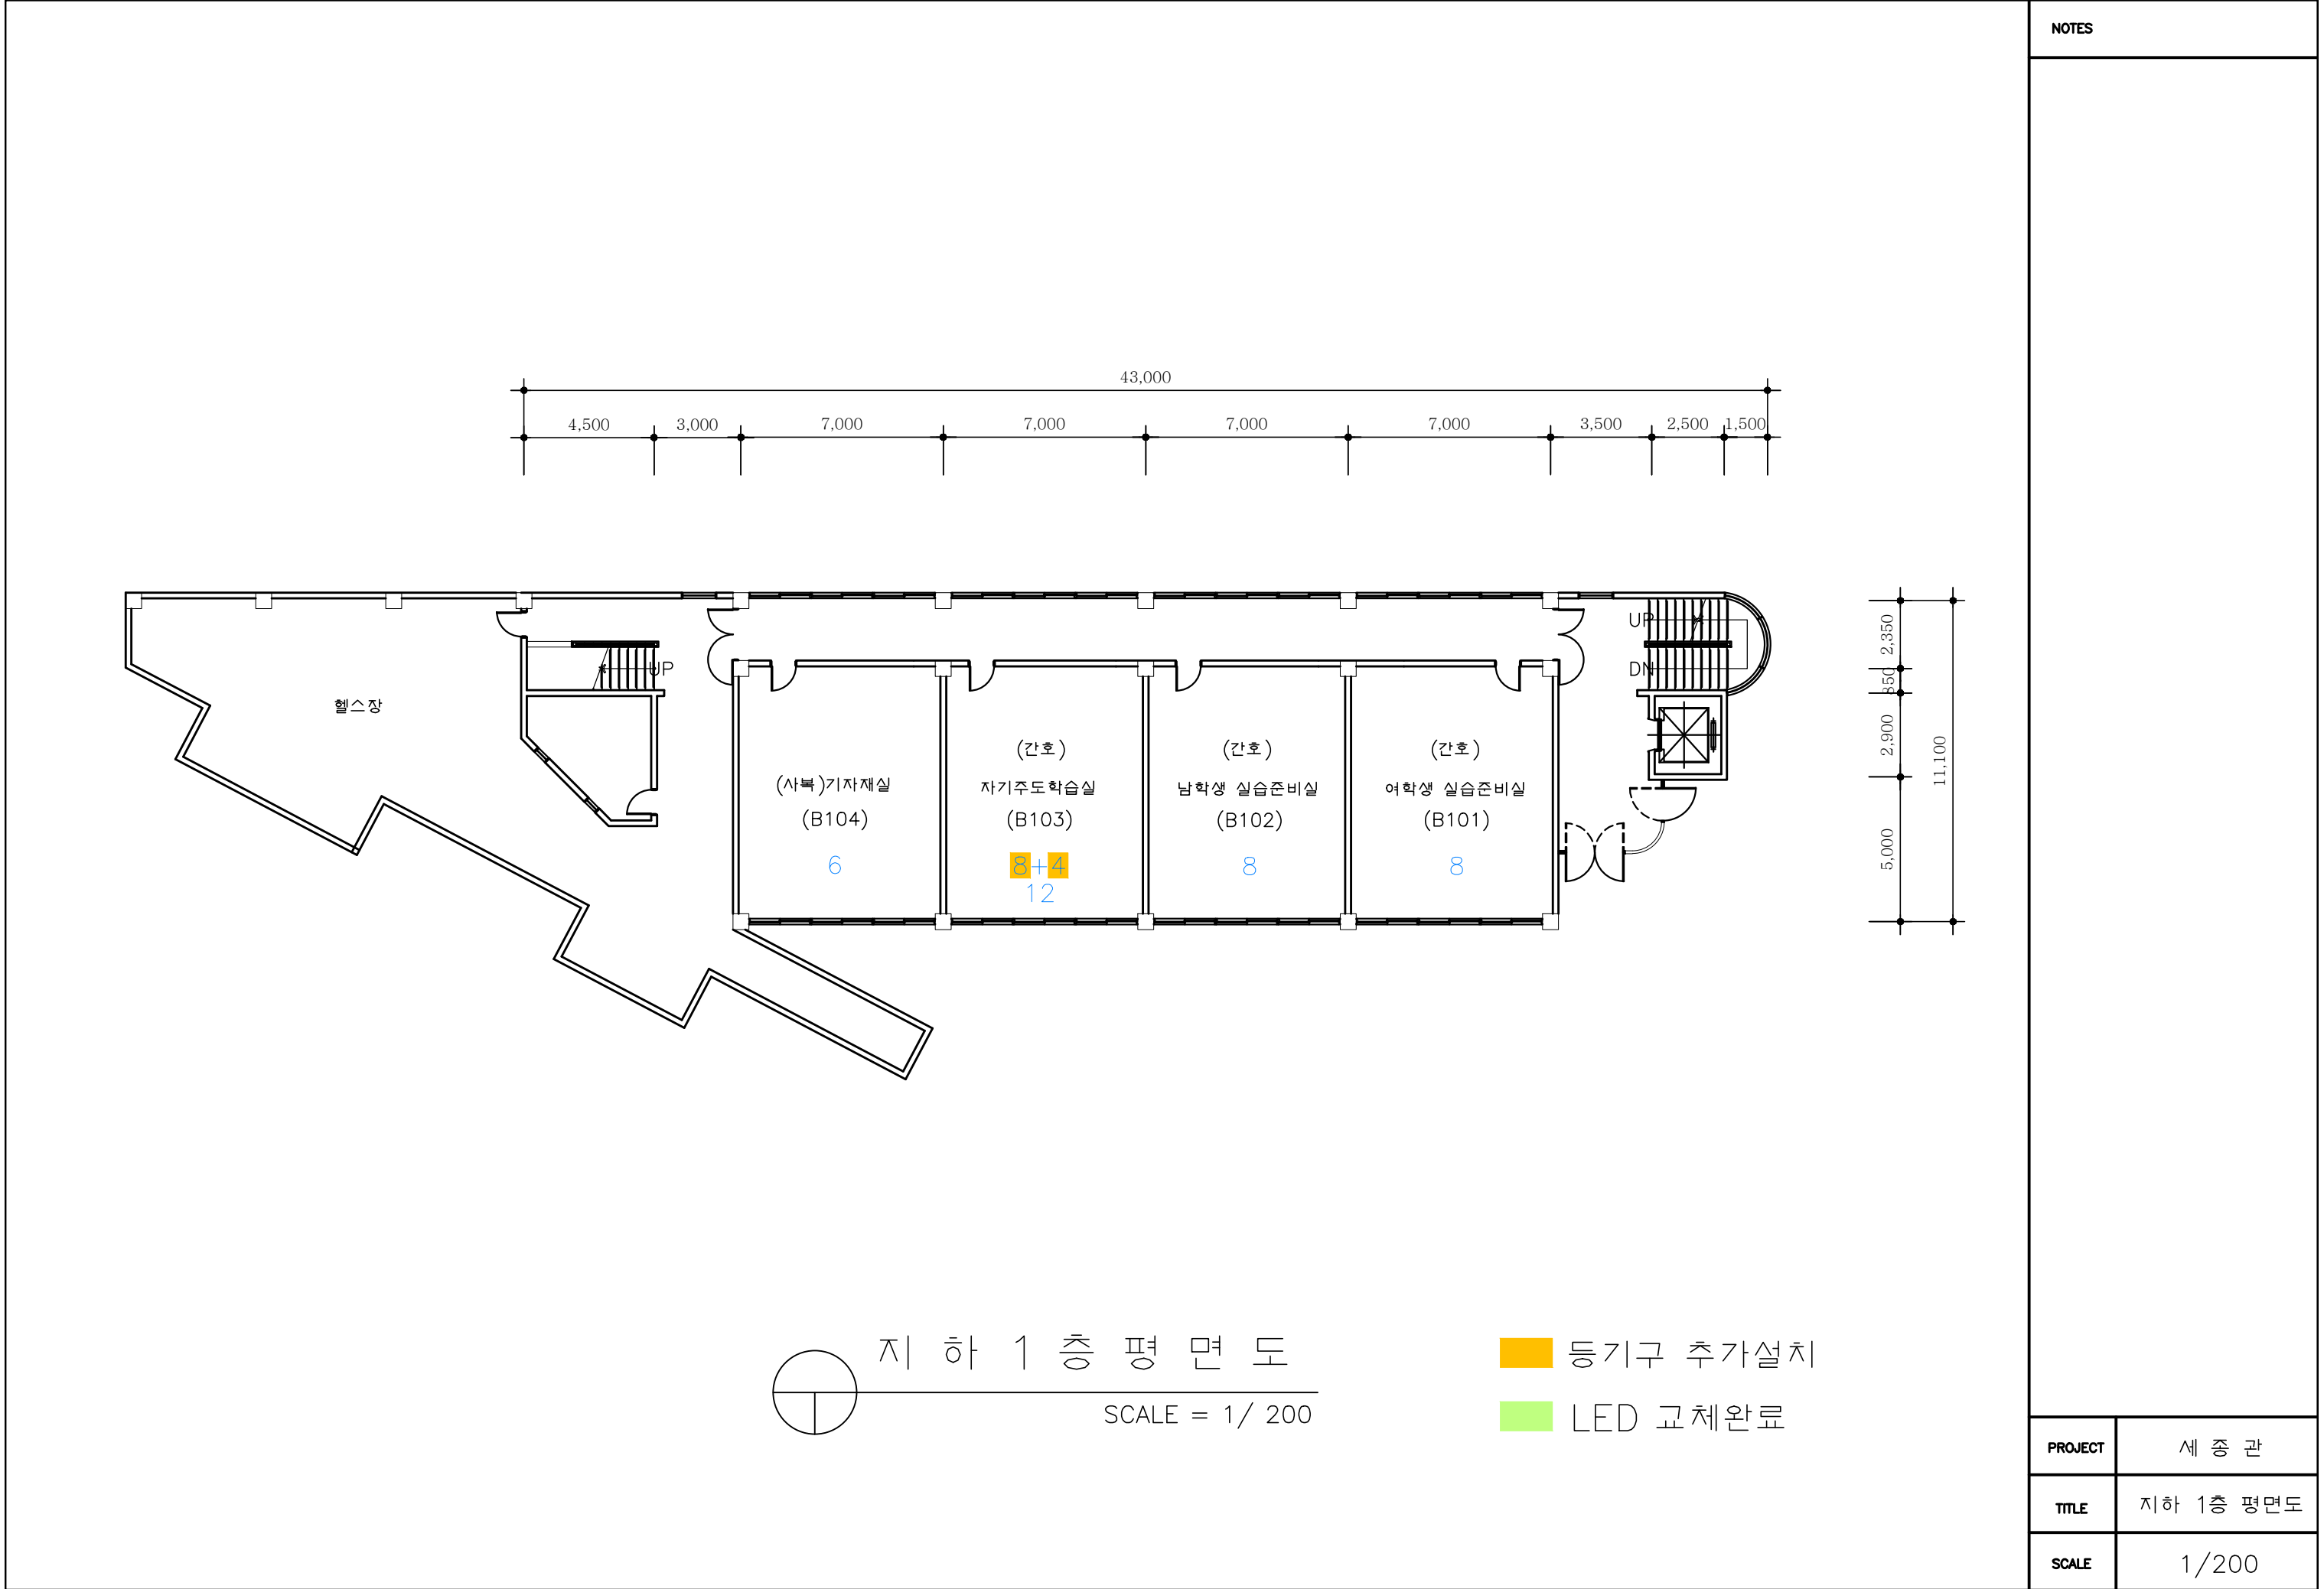 NOTES
43,000
4,500 3,000 7,000 7,000 7,000 7,000 3,500 2,500 1,500
UP
UP
DN
헬스장
(사복)기자재실
(B104)
6
(간호)
자기주도학습실
(B103)
8+4
12
(간호)
남학생 실습준비실
(B102)
8
(간호)
여학생 실습준비실
(B101)
8
2,350
850
2,900
5,000
11,100
지 하 1 층 평 면 도
SCALE = 1/ 200
등기구 추가설치
LED 교체완료
PROJECT 세 종 관
TITLE 지하 1층 평면도
SCALE 1/200